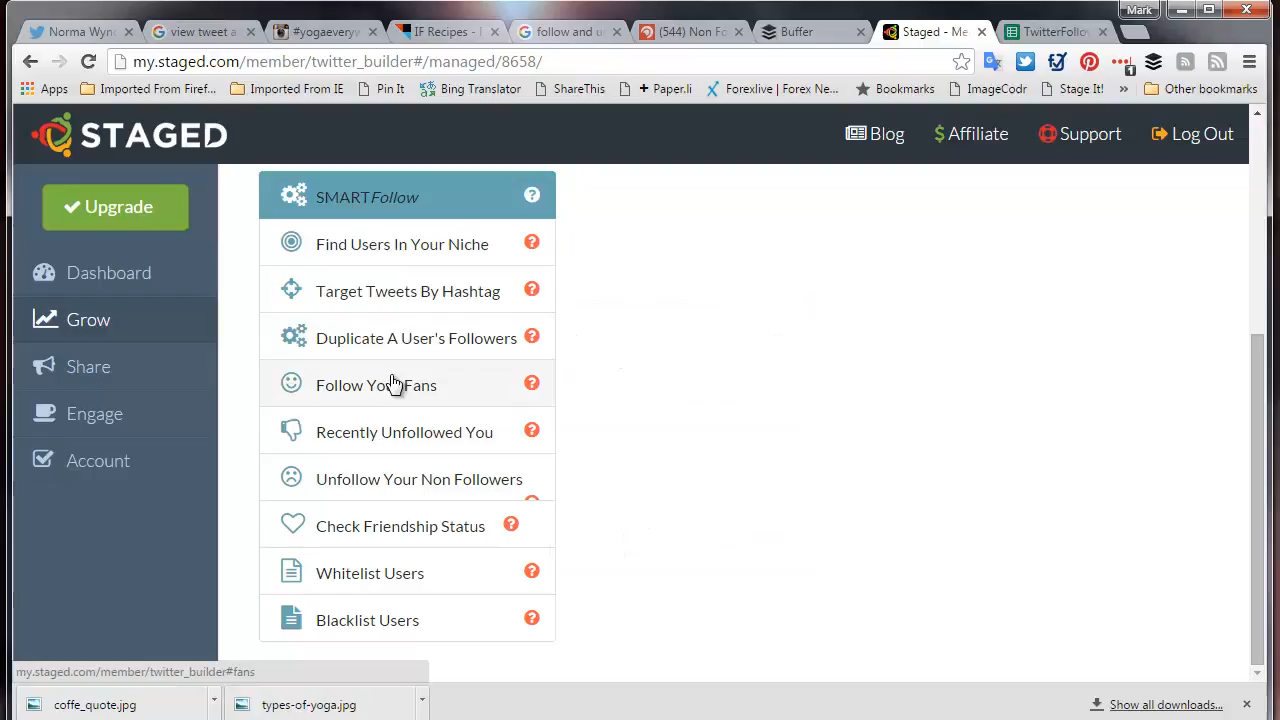 Mark
Norma Wyn
view tweet a
#yogaeveryw
IF Recipes -
follow and u
(544) Non Fo
Buffer
Staged - Me
TwitterFollov
my.staged.com/member/twitter_builder#/managed/8658/
Apps
Imported From Firef...
Imported From IE
Pin It
Bing Translator
ShareThis
+ Paper.li
Forexlive | Forex Ne...
Bookmarks
ImageCodr
Stage It!
»
Other bookmarks
STAGED
Blog
Affiliate
Support
Log Out
Upgrade
Dashboard
Grow
Share
Engage
Account
SMARTFollow
Find Users In Your Niche
Target Tweets By Hashtag
Duplicate A User's Followers
Follow Your Fans
Recently Unfollowed You
Unfollow Your Non Followers
Check Friendship Status
Whitelist Users
Blacklist Users
my.staged.com/member/twitter_builder#fans
coffe_quote.jpg
types-of-yoga.jpg
Show all downloads...